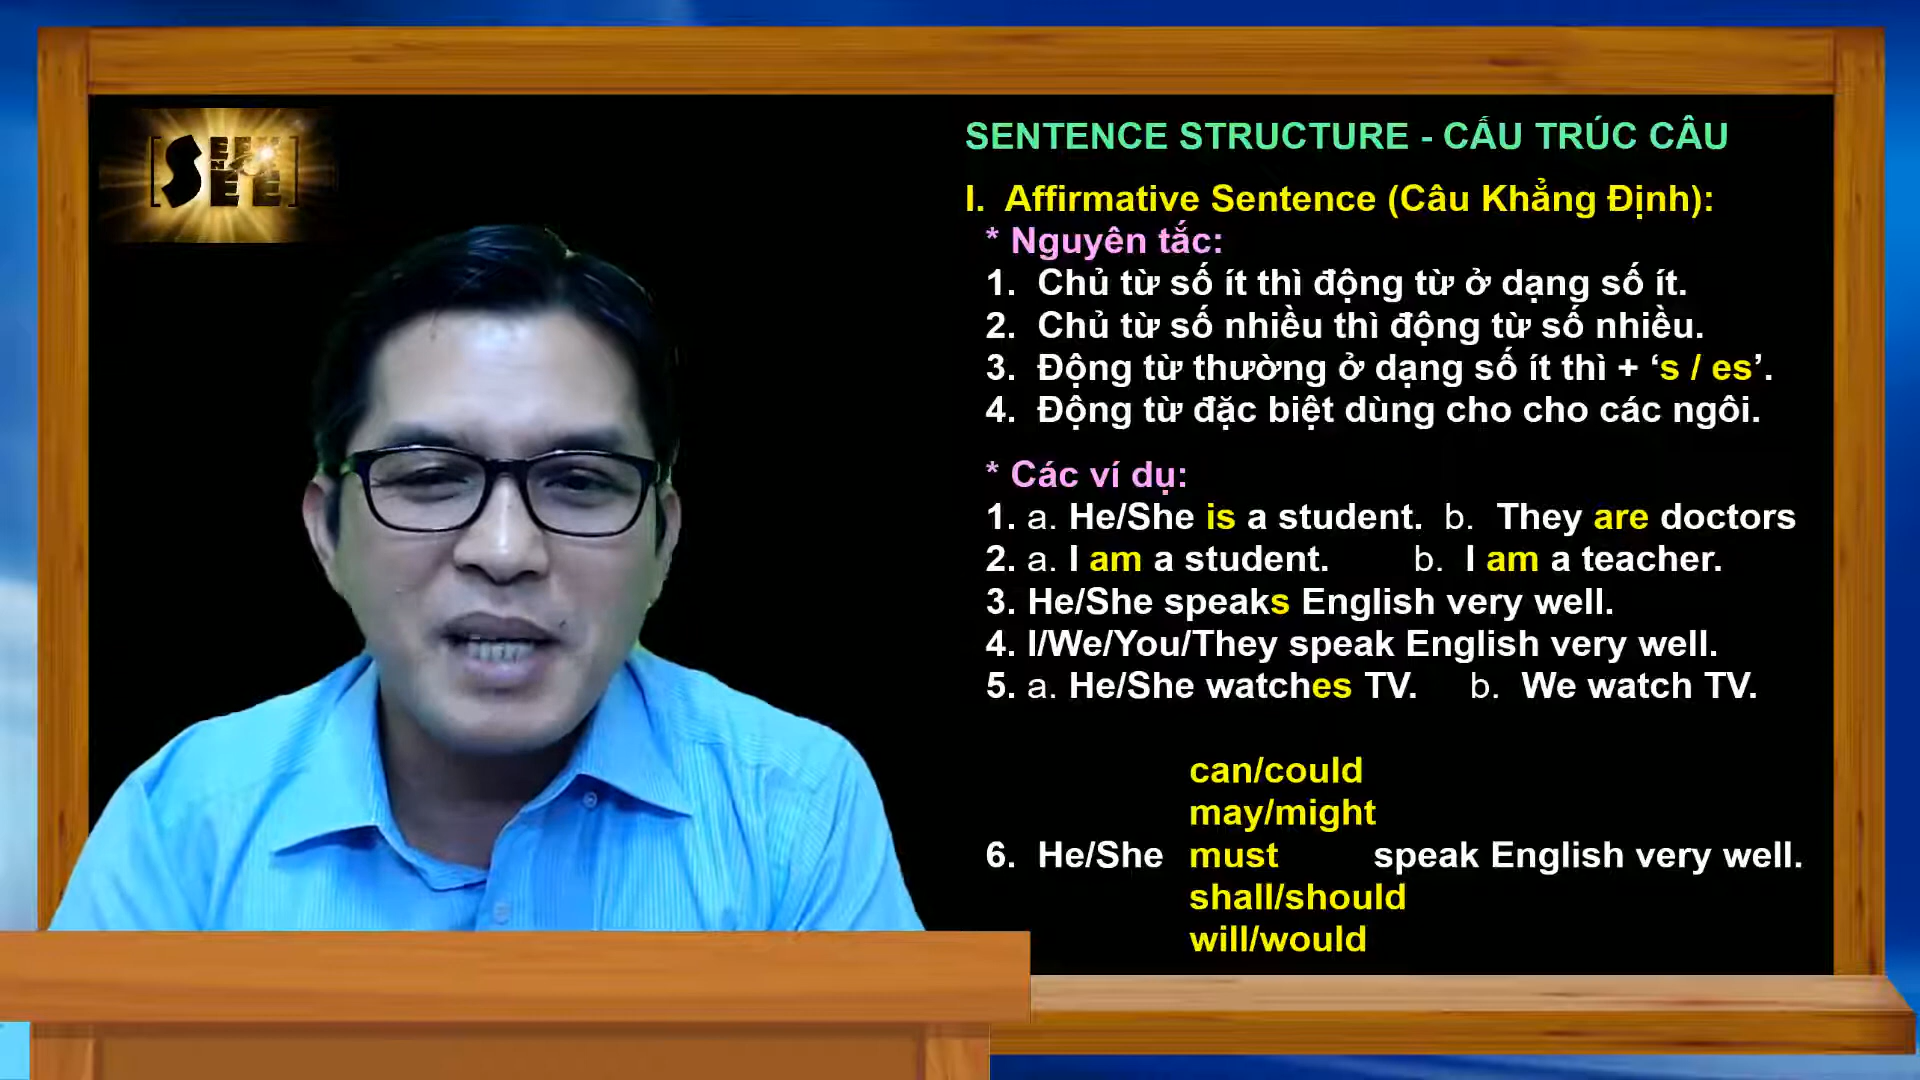 [SEEK N SEE]
SENTENCE STRUCTURE - CẤU TRÚC CÂU
I. Affirmative Sentence (Câu Khẳng Định):
* Nguyên tắc:
1. Chủ từ số ít thì động từ ở dạng số ít.
2. Chủ từ số nhiều thì động từ số nhiều.
3. Động từ thường ở dạng số ít thì + ‘s / es’.
4. Động từ đặc biệt dùng cho cho các ngôi.
* Các ví dụ:
1. a. He/She is a student. b. They are doctors
2. a. I am a student. b. I am a teacher.
3. He/She speaks English very well.
4. I/We/You/They speak English very well.
5. a. He/She watches TV. b. We watch TV.
can/could
may/might
6. He/She must speak English very well.
shall/should
will/would